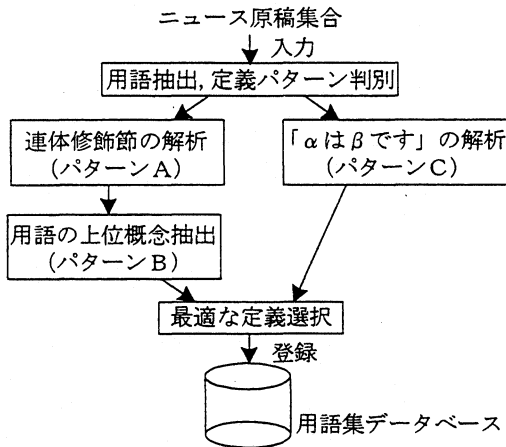 ニュース原稿集合
入力
用語抽出,定義パターン判別
連体修飾節の解析
(パターンA)
「αはβです」の解析
(パターンC)
用語の上位概念抽出
(パターンB)
最適な定義選択
登録
用語集データベース